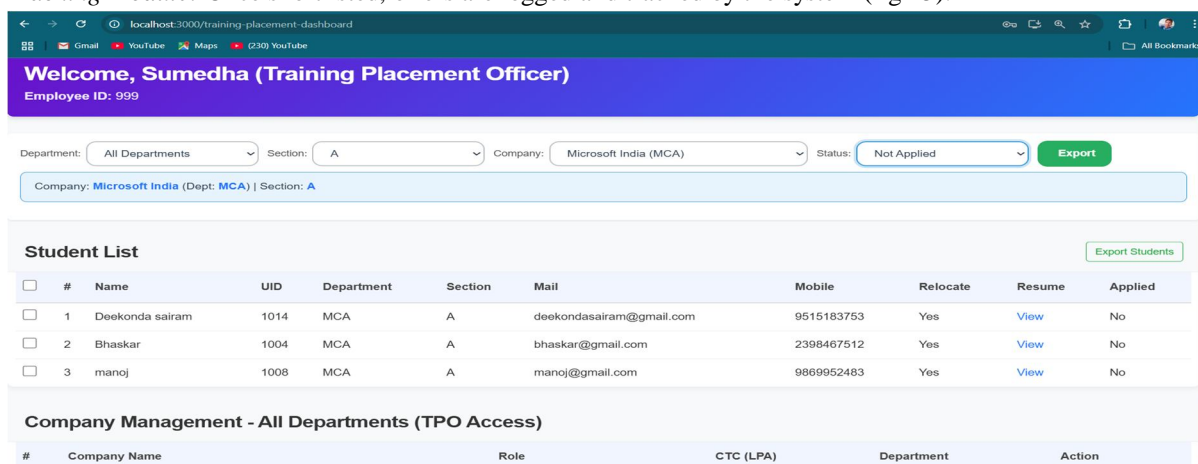 localhost:3000/training-placement-dashboard
Gmail YouTube Maps (230) YouTube All Bookmarks
Welcome, Sumedha (Training Placement Officer)
Employee ID: 999
Department: All Departments Section: A Company: Microsoft India (MCA) Status: Not Applied Export
Company: Microsoft India (Dept: MCA) | Section: A
Student List Export Students
# Name UID Department Section Mail Mobile Relocate Resume Applied
1 Deekonda sairam 1014 MCA A deekondasairam@gmail.com 9515183753 Yes View No
2 Bhaskar 1004 MCA A bhaskar@gmail.com 2398467512 Yes View No
3 manoj 1008 MCA A manoj@gmail.com 9869952483 Yes View No
Company Management - All Departments (TPO Access)
# Company Name Role CTC (LPA) Department Action